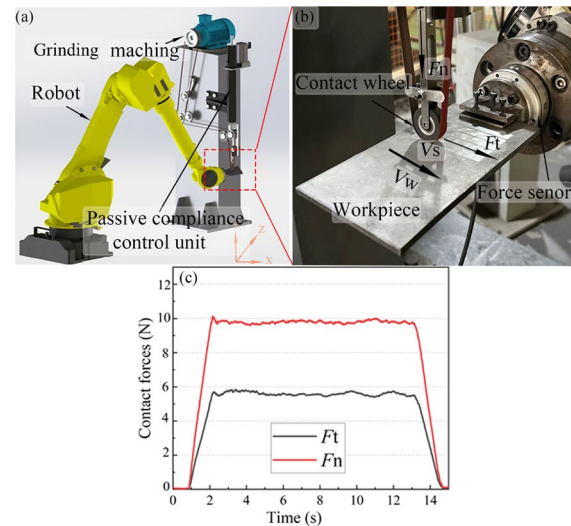 (a)
Grinding maching
Robot
Passive compliance
control unit
Z
X
(b)
Fn
Contact wheel
Vs
Ft
Vw
Force senor
Workpiece
(c)
Contact forces (N)
12
10
8
6
4
2
0
Ft
Fn
0 2 4 6 8 10 12 14
Time (s)